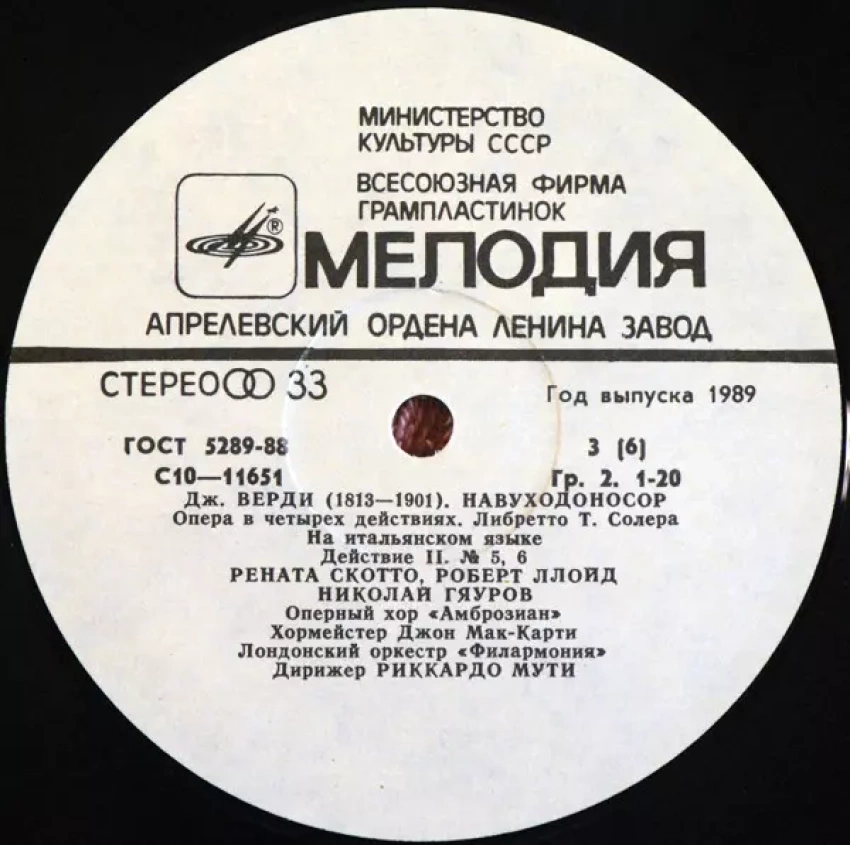 МИНИСТЕРСТВО
КУЛЬТУРЫ СССР
ВСЕСОЮЗНАЯ ФИРМА
ГРАМПЛАСТИНОК
®
МЕЛОДИЯ
АПРЕЛЕВСКИЙ ОРДЕНА ЛЕНИНА ЗАВОД
СТЕРЕО 33
Год выпуска 1989
ГОСТ 5289-88 3 (6)
С10—11651 Гр. 2. 1-20
Дж. ВЕРДИ (1813—1901). НАВУХОДОНОСОР
Опера в четырех действиях. Либретто Т. Солера
На итальянском языке
Действие II. № 5, 6
РЕНАТА СКОТТО, РОБЕРТ ЛЛОЙД
НИКОЛАЙ ГЯУРОВ
Оперный хор «Амброзиан»
Хормейстер Джон Мак-Карти
Лондонский оркестр «Филармония»
Дирижер РИККАРДО МУТИ